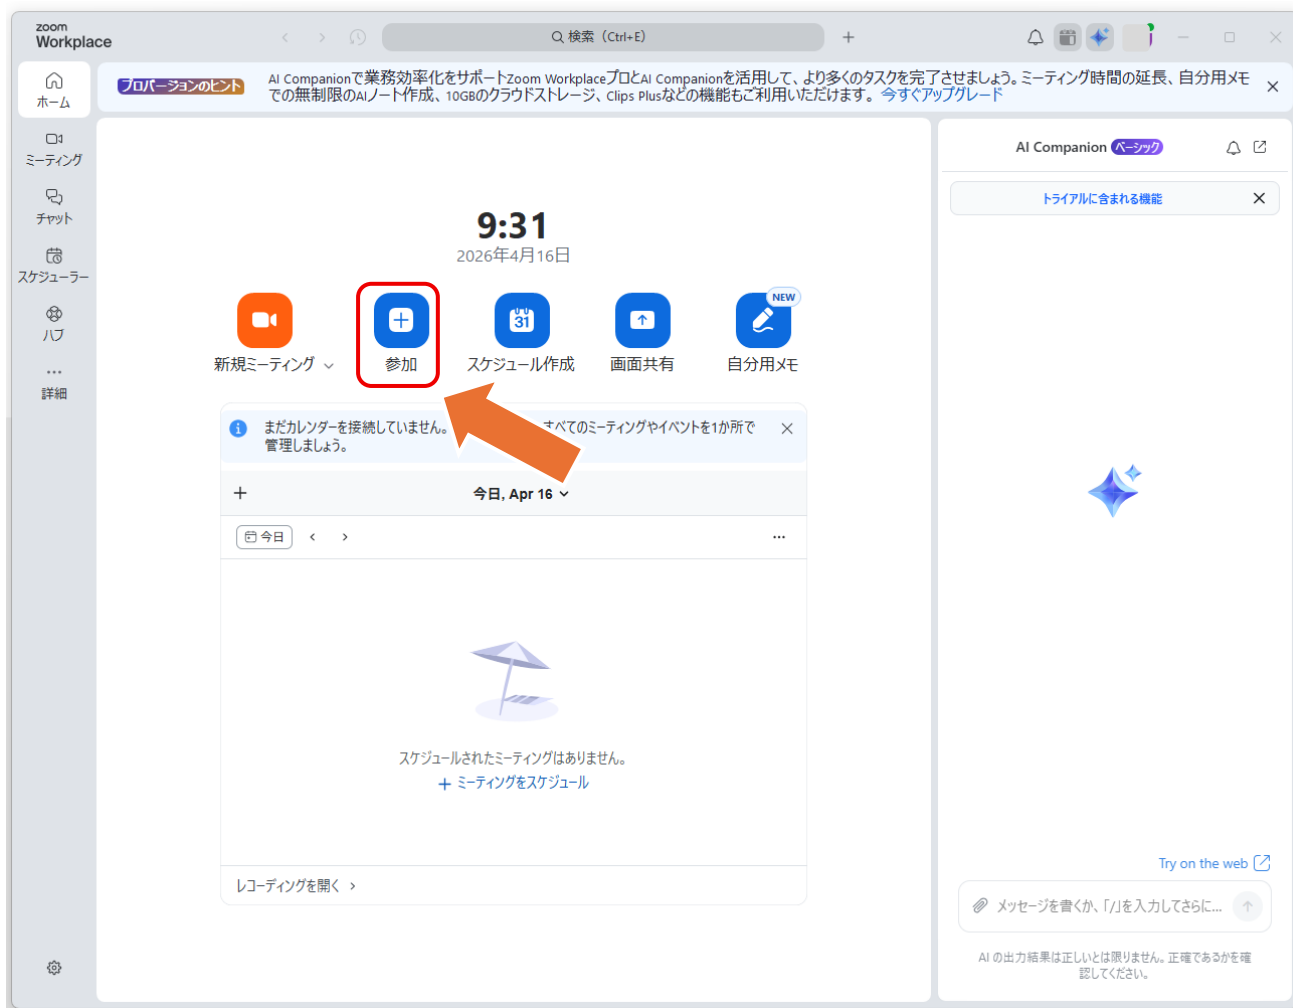 zoom
Workplace
検索 (Ctrl+E)
ホーム
ミーティング
チャット
スケジューラー
ハブ
詳細
プロバージョンのヒント
AI Companionで業務効率化をサポートZoom WorkplaceプロとAI Companionを活用して、より多くのタスクを完了させましょう。ミーティング時間の延長、自分用メモ
での無制限のAIノート作成、10GBのクラウドストレージ、Clips Plusなどの機能もご利用いただけます。 今すぐアップグレード
9:31
2026年4月16日
新規ミーティング
参加
31
スケジュール作成
画面共有
NEW
自分用メモ
まだカレンダーを接続していません。 すべてのミーティングやイベントを1か所で
管理しましょう。
今日, Apr 16
今日
スケジュールされたミーティングはありません。
+ ミーティングをスケジュール
レコーディングを開く
AI Companion ベーシック
トライアルに含まれる機能
Try on the web
メッセージを書くか、「/」を入力してさらに...
AI の出力結果は正しいとは限りません。正確であるかを確
認してください。